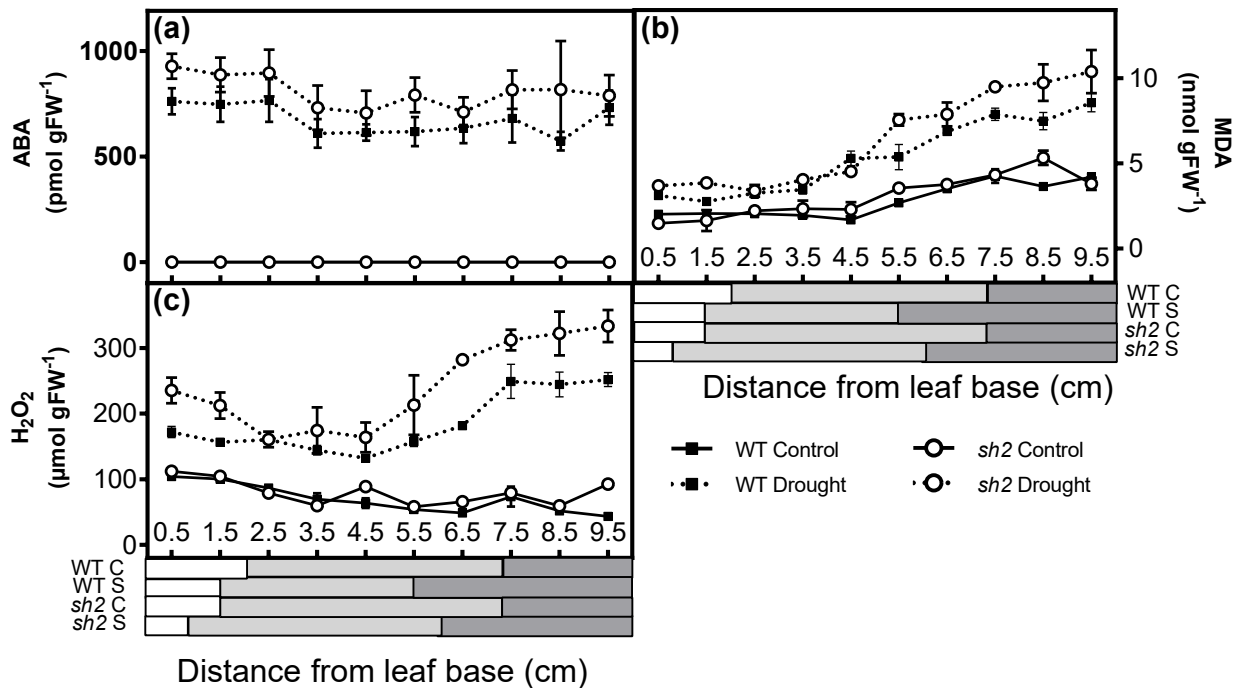 (a)
1000
500
0
ABA
(pmol gFW⁻¹)
(b)
10
5
0
MDA
(nmol gFW⁻¹)
0.5 1.5 2.5 3.5 4.5 5.5 6.5 7.5 8.5 9.5
WT C
WT S
sh2 C
sh2 S
Distance from leaf base (cm)
(c)
300
200
100
0
H₂O₂
(µmol gFW⁻¹)
0.5 1.5 2.5 3.5 4.5 5.5 6.5 7.5 8.5 9.5
WT C
WT S
sh2 C
sh2 S
Distance from leaf base (cm)
WT Control
sh2 Control
WT Drought
sh2 Drought